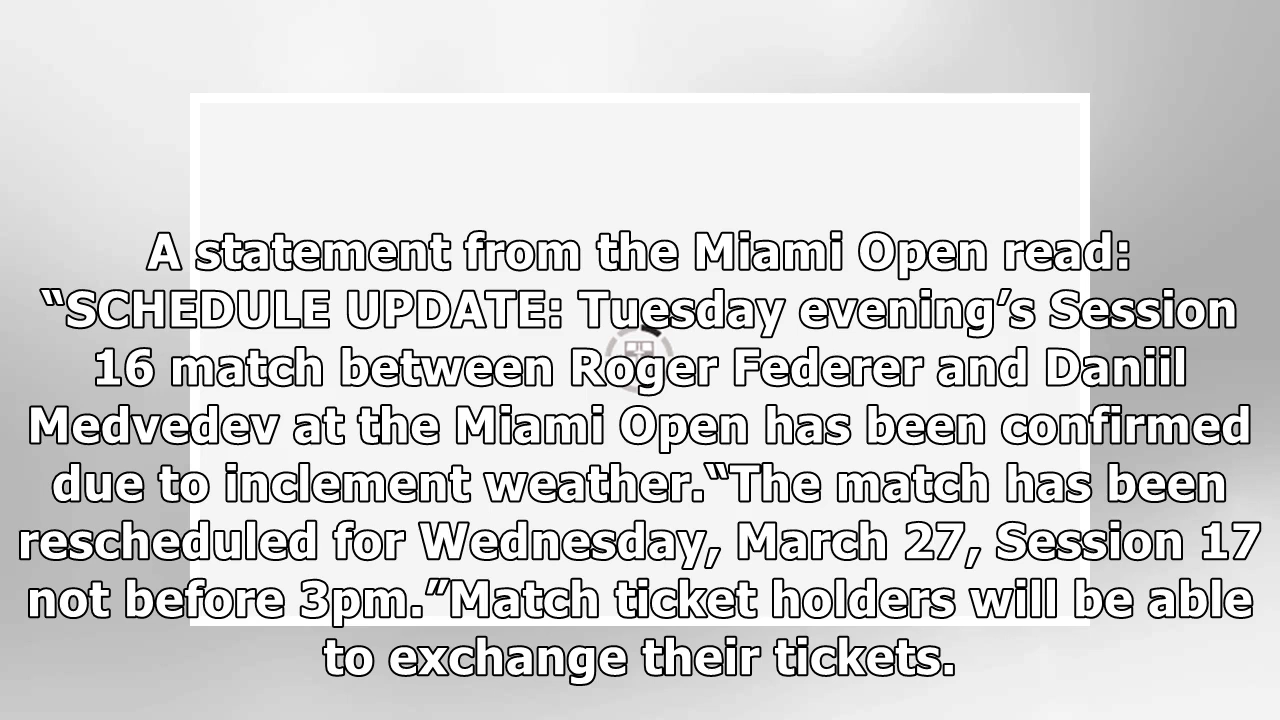 A statement from the Miami Open read:
“SCHEDULE UPDATE: Tuesday evening’s Session
16 match between Roger Federer and Daniil
Medvedev at the Miami Open has been confirmed
due to inclement weather.“The match has been
rescheduled for Wednesday, March 27, Session 17
not before 3pm.”Match ticket holders will be able
to exchange their tickets.